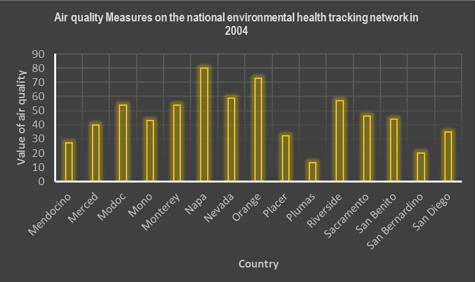 Air quality Measures on the national environmental health tracking network in
2004
Value of air quality
90
80
70
60
50
40
30
20
10
0
Mendocino
Merced
Modoc
Mono
Monterey
Napa
Nevada
Orange
Placer
Plumas
Riverside
Sacramento
San Benito
San Bernardino
San Diego
Country